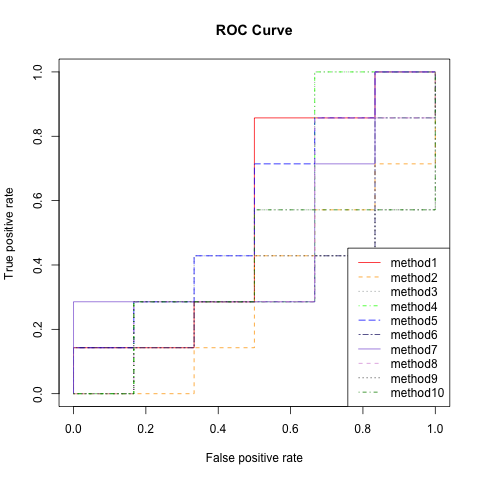 ROC Curve
True positive rate
1.0
0.8
0.6
0.4
0.2
0.0
method1
method2
method3
method4
method5
method6
method7
method8
method9
method10
0.0 0.2 0.4 0.6 0.8 1.0
False positive rate